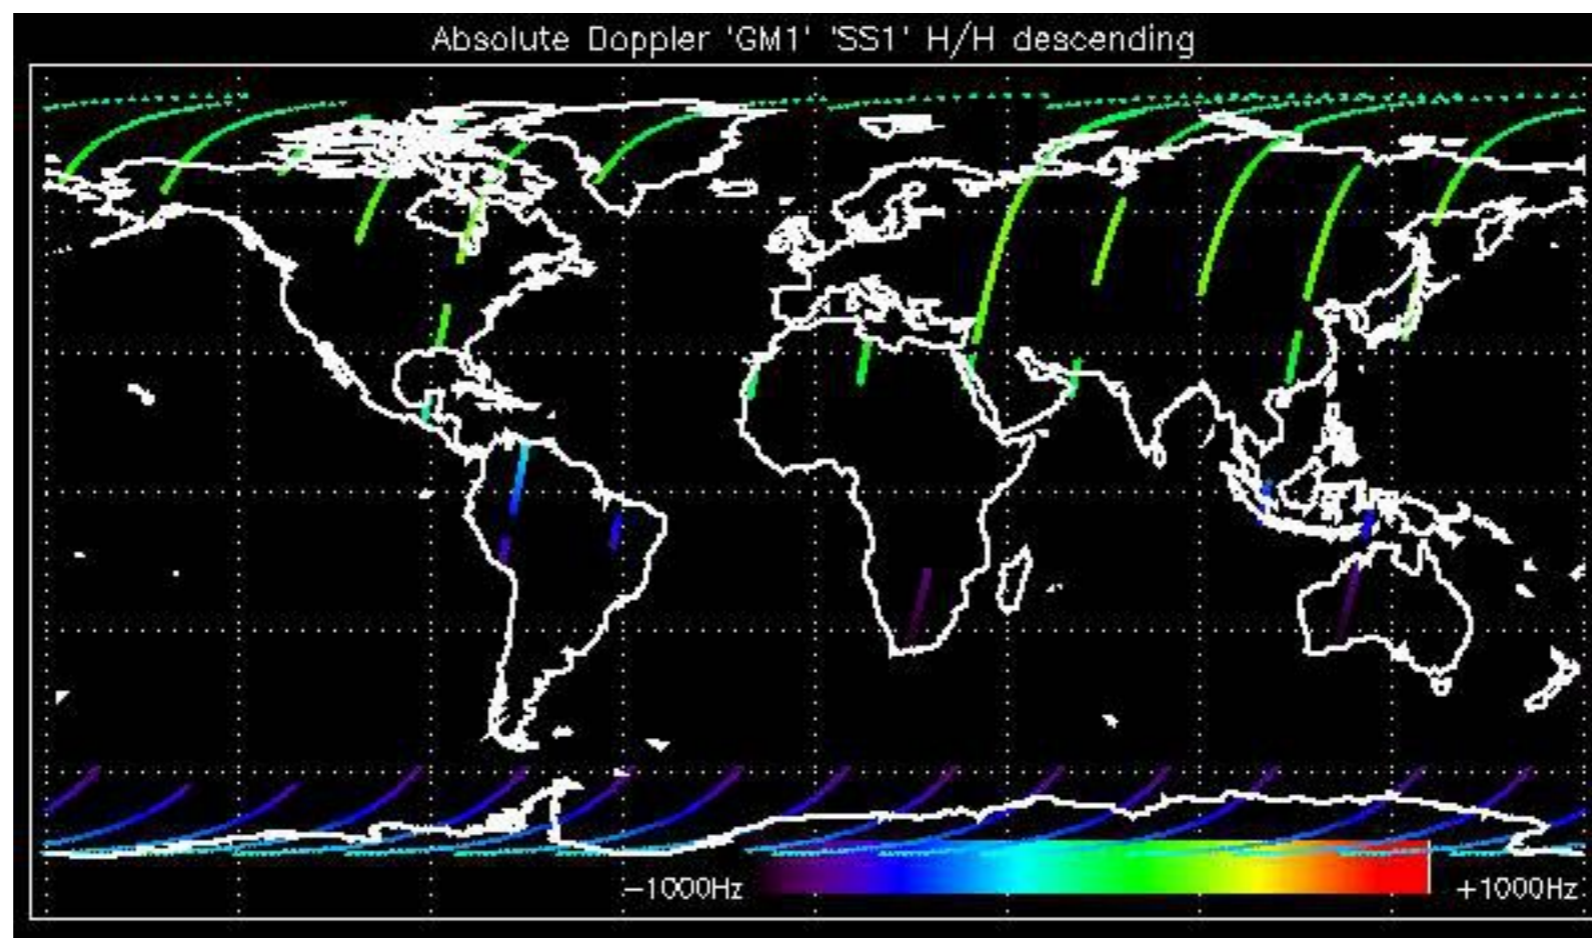 Absolute Doppler 'GM1' 'SS1' H/H descending
-1000Hz
+1000Hz